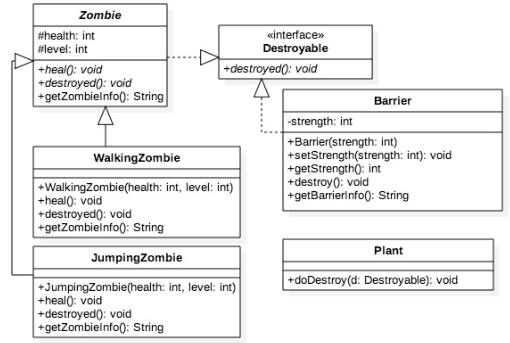 Zombie
#health: int
#level: int
+heal(): void
+destroyed(): void
+getZombieInfo(): String
«interface»
Destroyable
+destroyed(): void
Barrier
-strength: int
+Barrier(strength: int)
+setStrength(strength: int): void
+getStrength(): int
+destroy(): void
+getBarrierInfo(): String
WalkingZombie
+WalkingZombie(health: int, level: int)
+heal(): void
+destroyed(): void
+getZombieInfo(): String
JumpingZombie
+JumpingZombie(health: int, level: int)
+heal(): void
+destroyed(): void
+getZombieInfo(): String
Plant
+doDestroy(d: Destroyable): void